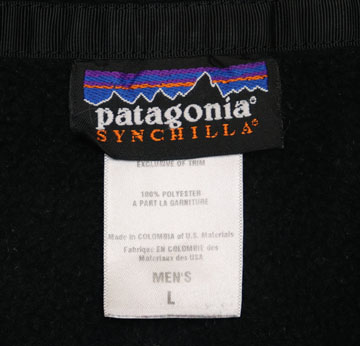 patagonia®
SYNCHILLA®
EXCLUSIVE OF TRIM
100% POLYESTER
A PART LA GARNITURE
Made in COLOMBIA of U.S. Materials
Fabriqué EN COLOMBIE des
Materiaux des USA
MEN'S
L